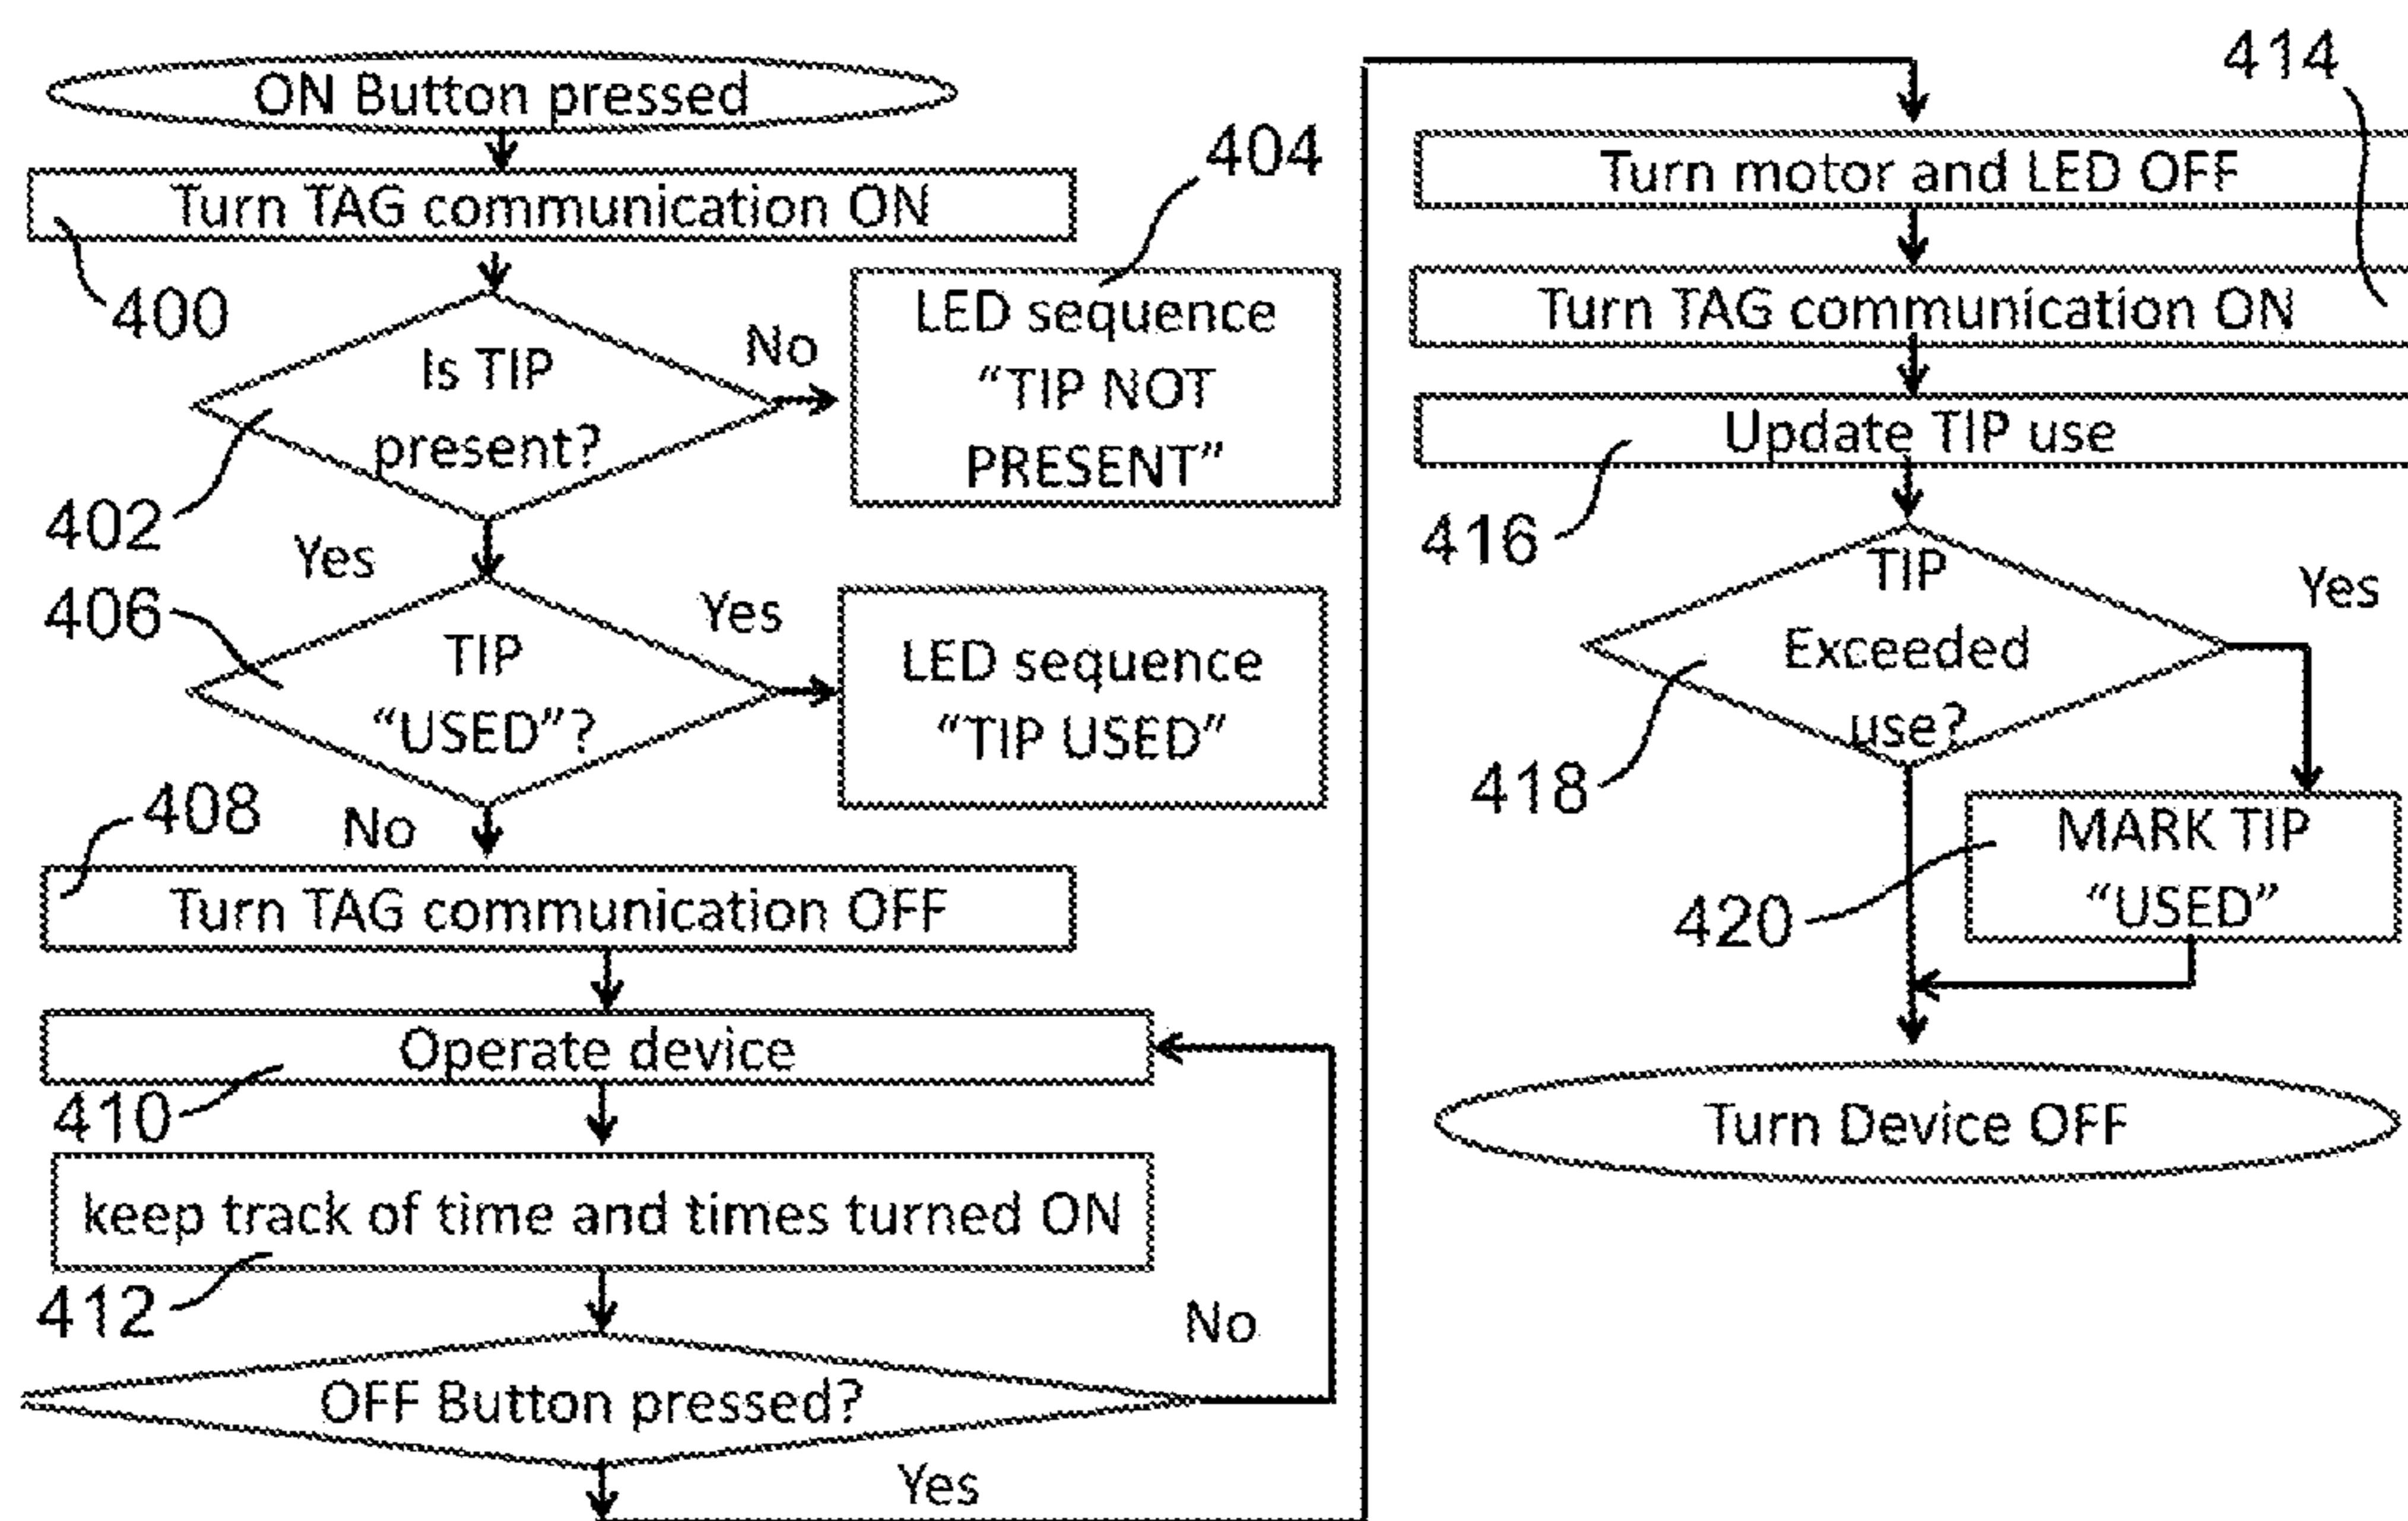 ON Button pressed
Turn TAG communication ON
400
Is TIP
present?
402
No
404
LED sequence
“TIP NOT
PRESENT”
Yes
406
TIP
“USED”?
Yes
LED sequence
“TIP USED”
No
408
Turn TAG communication OFF
Operate device
410
keep track of time and times turned ON
412
No
OFF Button pressed?
Yes
414
Turn motor and LED OFF
Turn TAG communication ON
Update TIP use
416
TIP
Exceeded
use?
Yes
418
MARK TIP
“USED”
420
Turn Device OFF